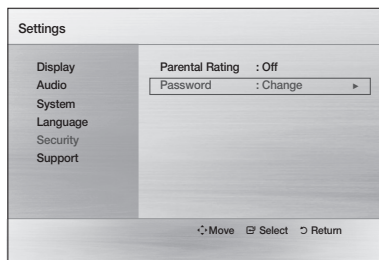 Settings
Display
Audio
System
Language
Security
Support
Parental Rating : Off
Password : Change ►
Move Select Return